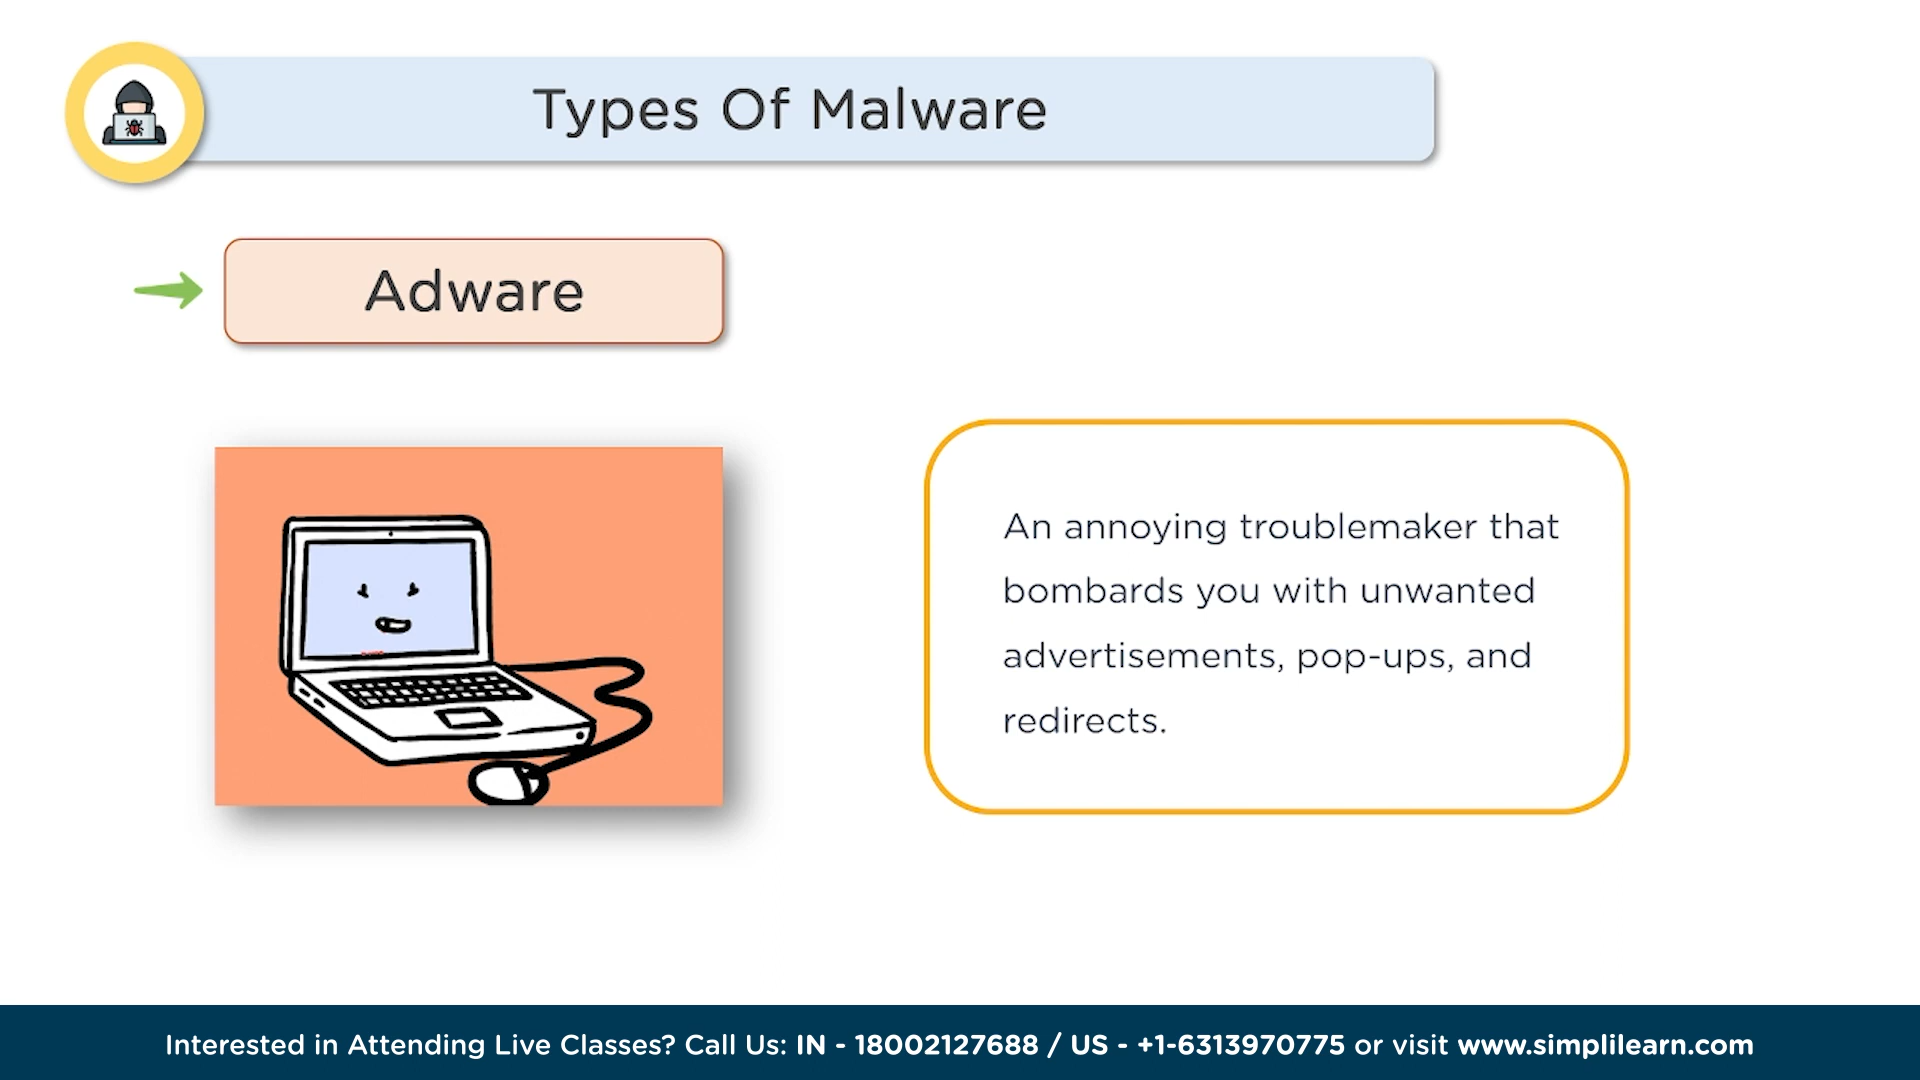 Types Of Malware
Adware
An annoying troublemaker that
bombards you with unwanted
advertisements, pop-ups, and
redirects.
Interested in Attending Live Classes? Call Us: IN - 18002127688 / US - +1-6313970775 or visit www.simplilearn.com